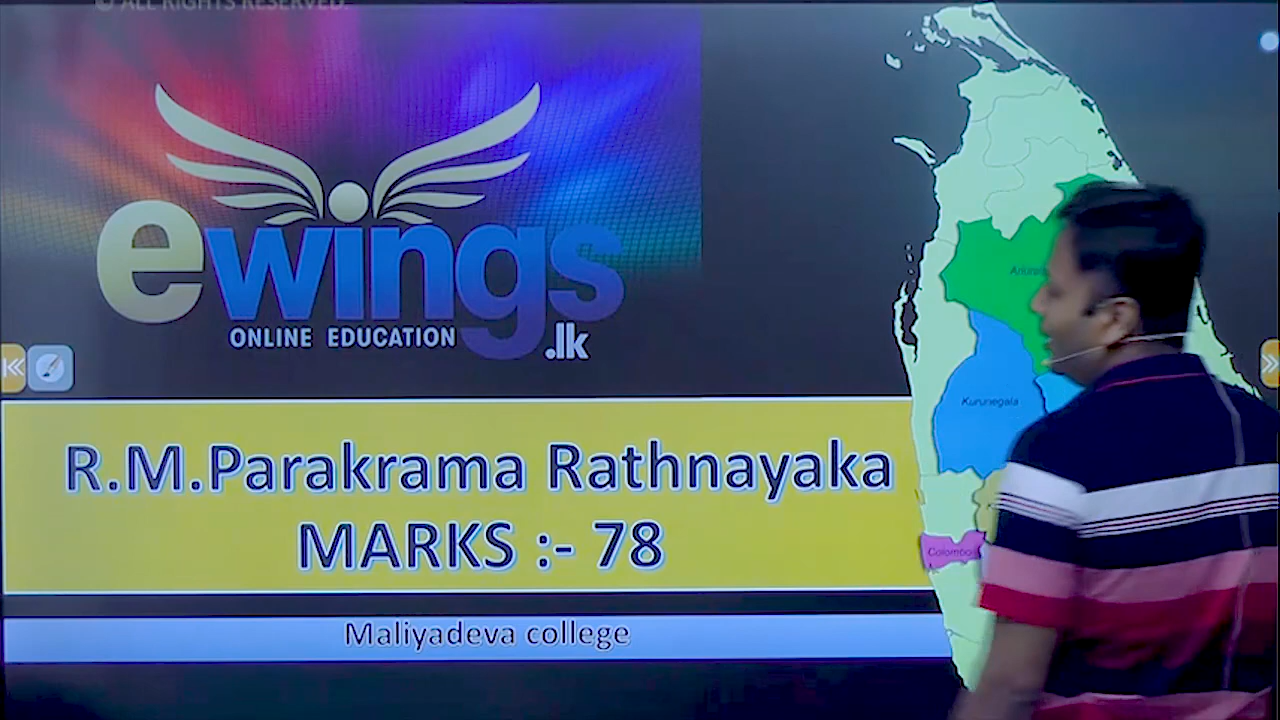 © ALL RIGHTS RESERVED.
ewings
ONLINE EDUCATION
.lk
R.M.Parakrama Rathnayaka
MARKS :- 78
Maliyadeva college
Kurunegala
Colombo